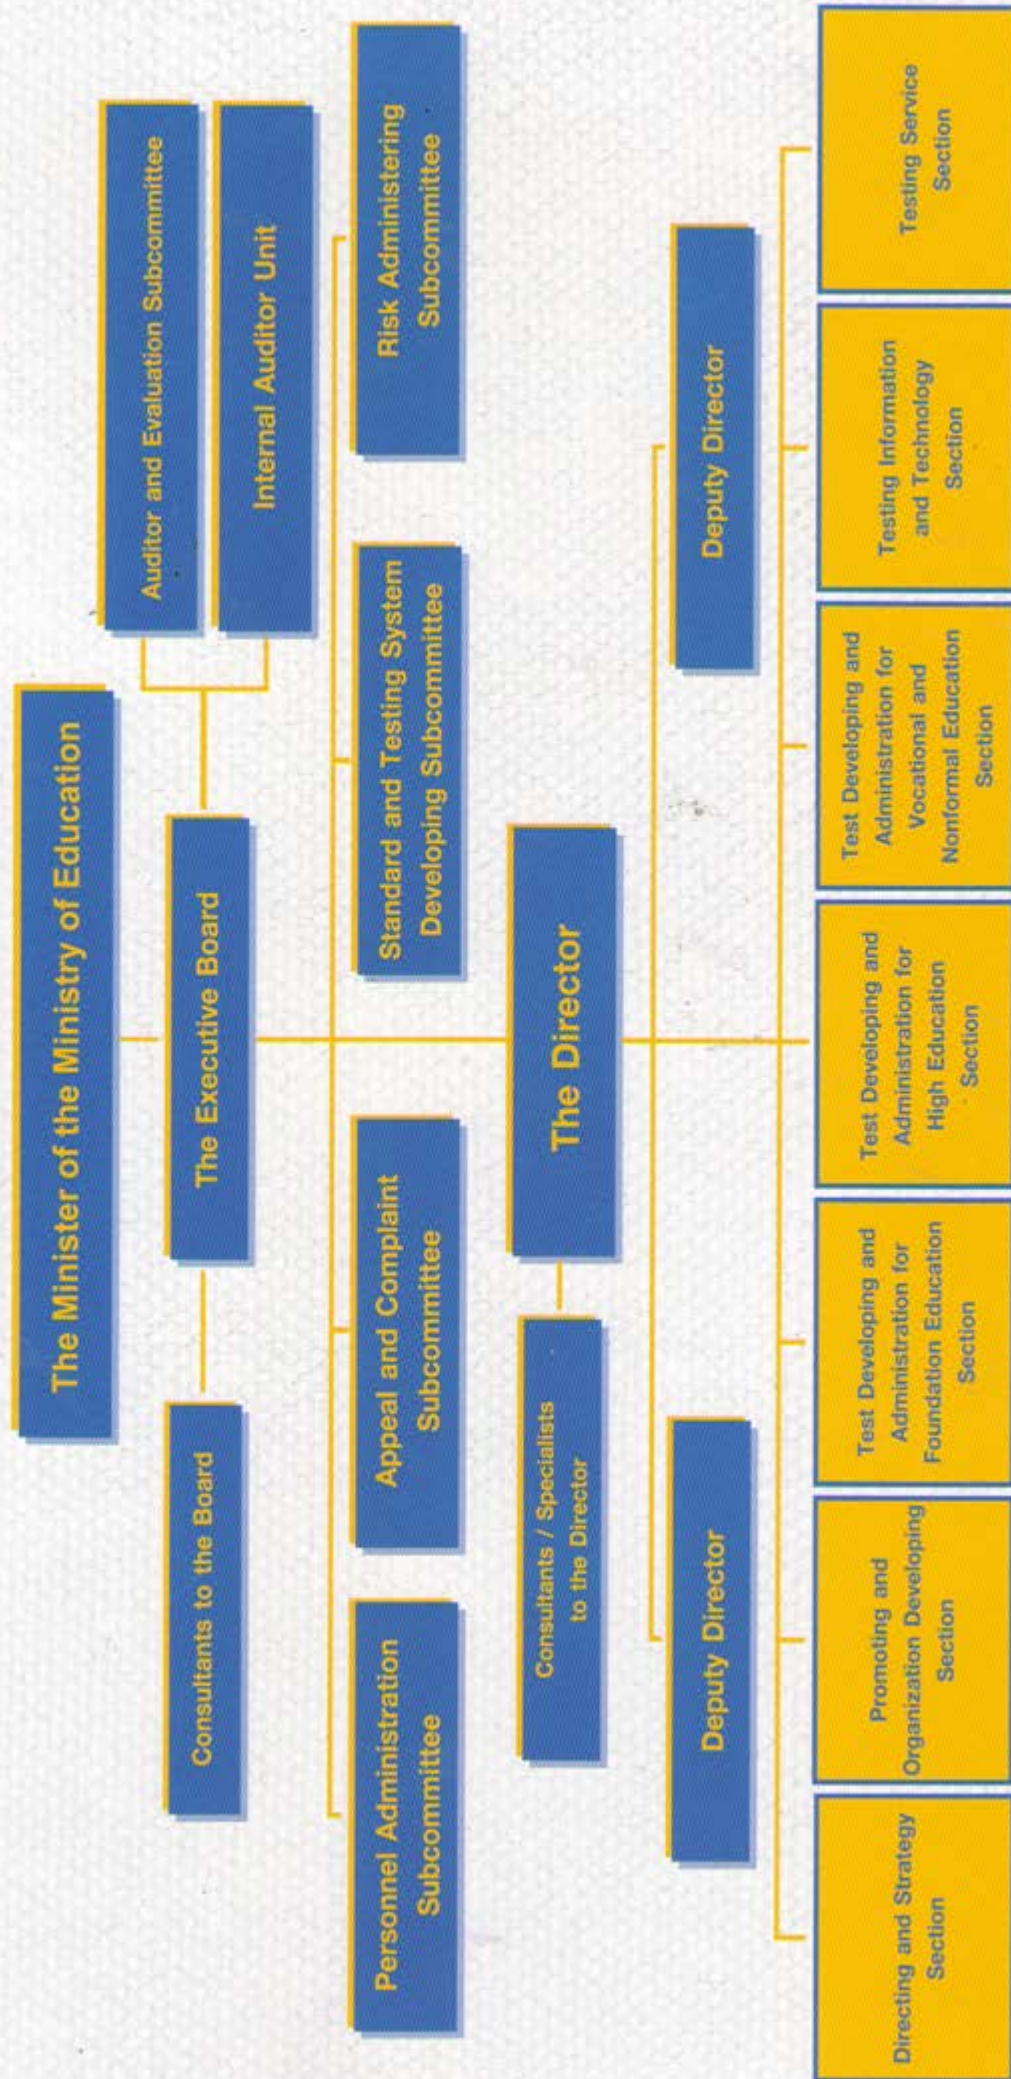 The Minister of the Ministry of Education
Consultants to the Board
The Executive Board
Auditor and Evaluation Subcommittee
Internal Auditor Unit
Personnel Administration
Subcommittee
Appeal and Complaint
Subcommittee
Standard and Testing System
Developing Subcommittee
Risk Administering
Subcommittee
Consultants / Specialists
to the Director
The Director
Deputy Director
Deputy Director
Directing and Strategy
Section
Promoting and
Organization Developing
Section
Test Developing and
Administration for
Foundation Education
Section
Test Developing and
Administration for
High Education
Section
Test Developing and
Administration for
Vocational and
Nonformal Education
Section
Testing Information
and Technology
Section
Testing Service
Section